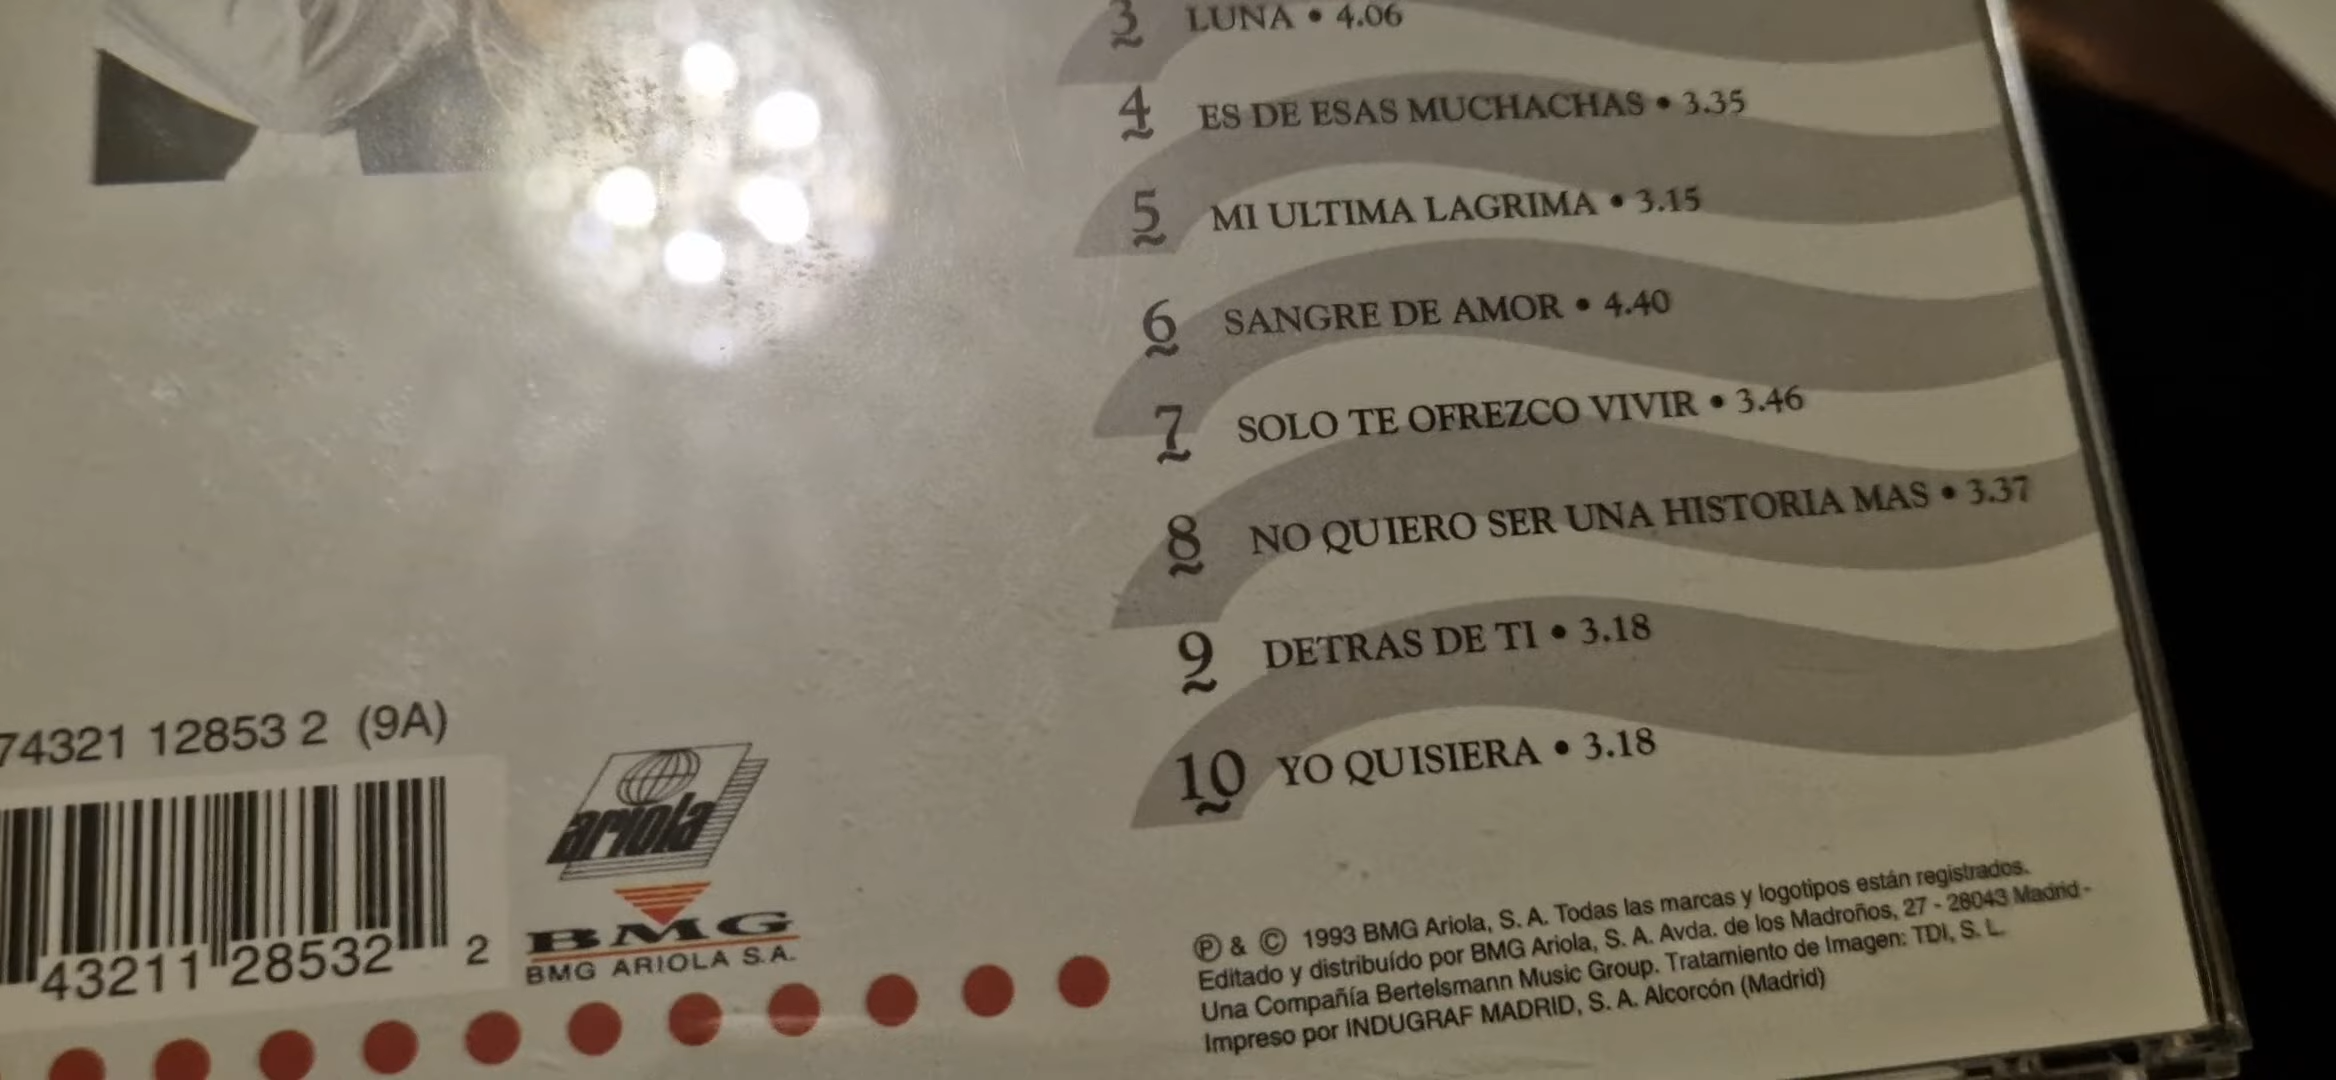 3 LUNA • 4.06
4 ES DE ESAS MUCHACHAS • 3.35
5 MI ULTIMA LAGRIMA • 3.15
6 SANGRE DE AMOR • 4.40
7 SOLO TE OFREZCO VIVIR • 3.46
8 NO QUIERO SER UNA HISTORIA MAS • 3.37
9 DETRAS DE TI • 3.18
10 YO QUISIERA • 3.18
74321 12853 2 (9A)
43211 28532 2
ariola
BMG
BMG ARIOLA S.A.
℗ & © 1993 BMG Ariola, S. A. Todas las marcas y logotipos están registrados.
Editado y distribuído por BMG Ariola, S. A. Avda. de los Madroños, 27 - 28043 Madrid -
Una Compañía Bertelsmann Music Group. Tratamiento de Imagen: TDI, S. L.
Impreso por INDUGRAF MADRID, S. A. Alcorcón (Madrid)